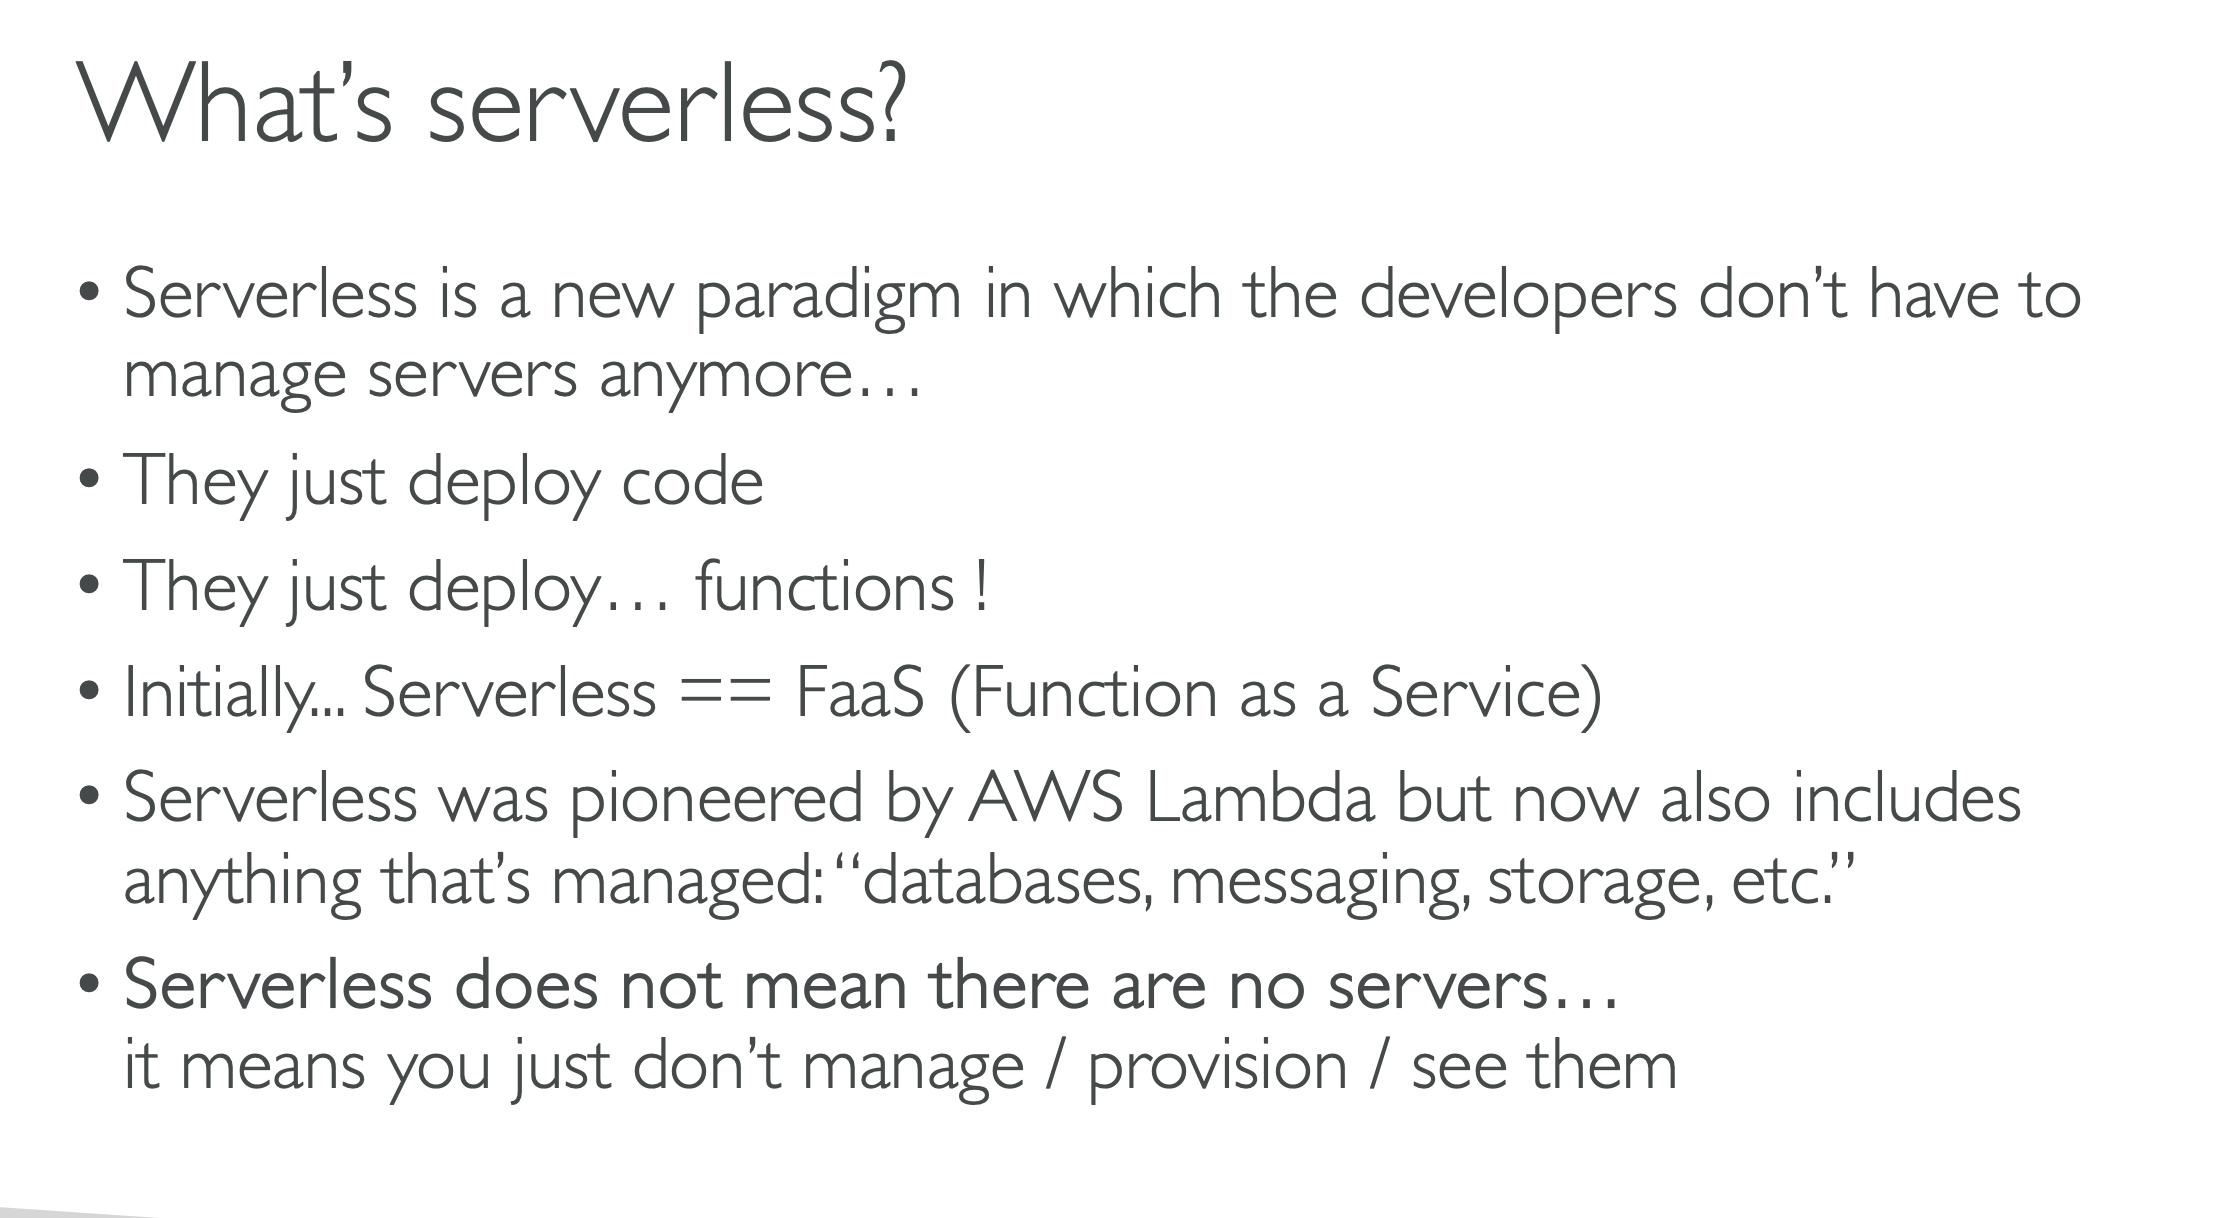 What’s serverless?
• Serverless is a new paradigm in which the developers don’t have to
manage servers anymore…
• They just deploy code
• They just deploy… functions !
• Initially... Serverless == FaaS (Function as a Service)
• Serverless was pioneered by AWS Lambda but now also includes
anything that’s managed: “databases, messaging, storage, etc.”
• Serverless does not mean there are no servers…
it means you just don’t manage / provision / see them